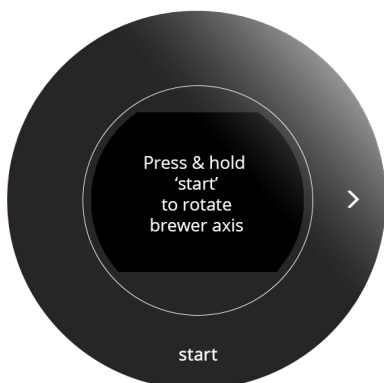 Press & hold
‘start’
to rotate
brewer axis
start